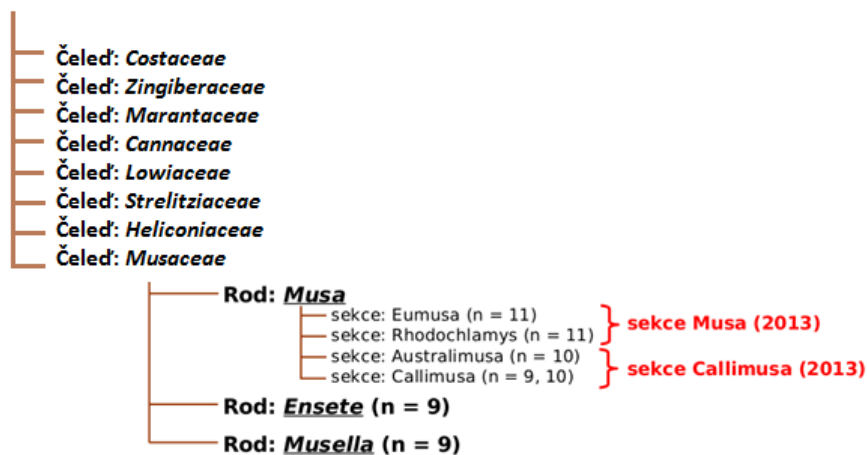 Čeleď: Costaceae
Čeleď: Zingiberaceae
Čeleď: Marantaceae
Čeleď: Cannaceae
Čeleď: Lowiaceae
Čeleď: Strelitziaceae
Čeleď: Heliconiaceae
Čeleď: Musaceae
Rod: Musa
sekce: Eumusa (n = 11)
sekce: Rhodochlamys (n = 11)
sekce Musa (2013)
sekce: Australimusa (n = 10)
sekce: Callimusa (n = 9, 10)
sekce Callimusa (2013)
Rod: Ensete (n = 9)
Rod: Musella (n = 9)